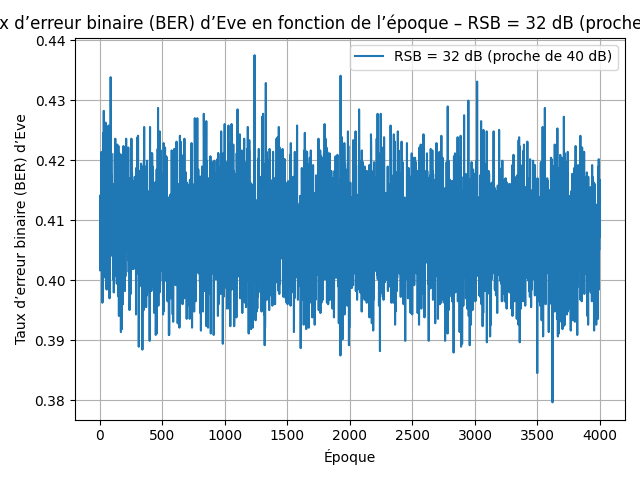 x d’erreur binaire (BER) d’Eve en fonction de l’époque – RSB = 32 dB (proche
RSB = 32 dB (proche de 40 dB)
Taux d’erreur binaire (BER) d’Eve
0.44
0.43
0.42
0.41
0.40
0.39
0.38
0 500 1000 1500 2000 2500 3000 3500 4000
Époque